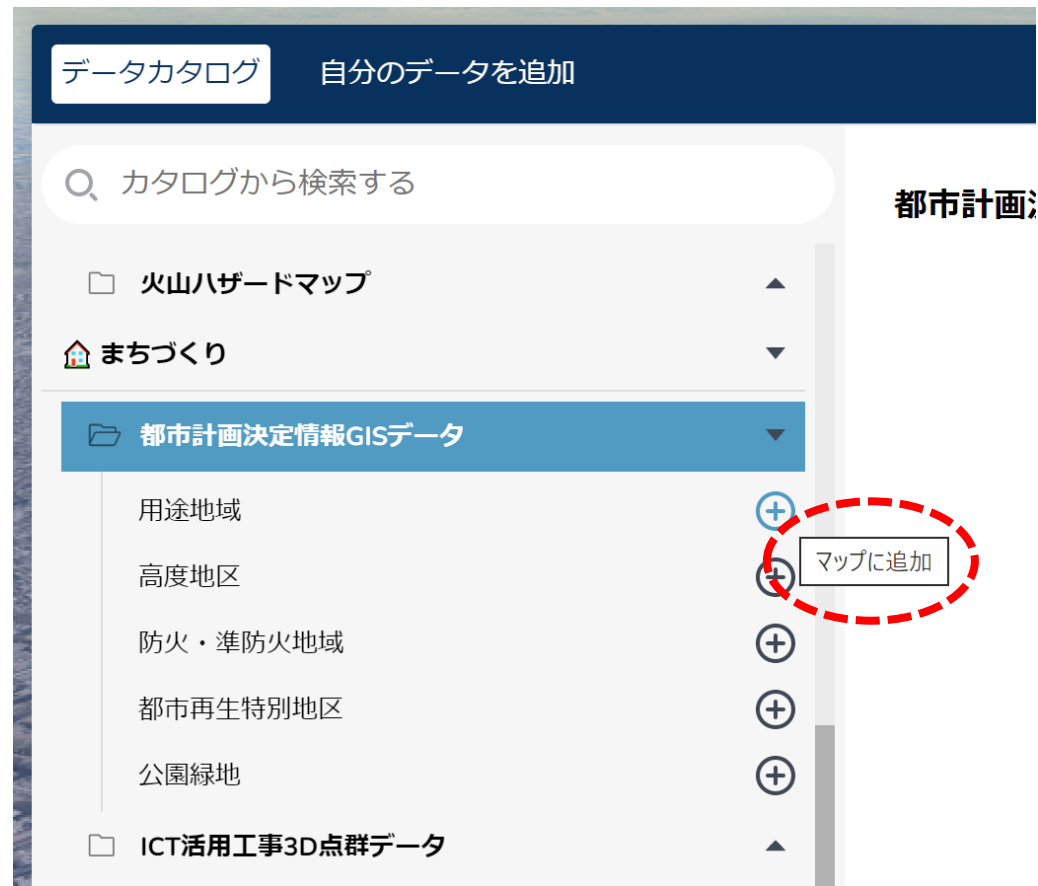 データカタログ 自分のデータを追加
カタログから検索する
都市計画
火山ハザードマップ
まちづくり
都市計画決定情報GISデータ
用途地域
マップに追加
高度地区
防火・準防火地域
都市再生特別地区
公園緑地
ICT活用工事3D点群データ